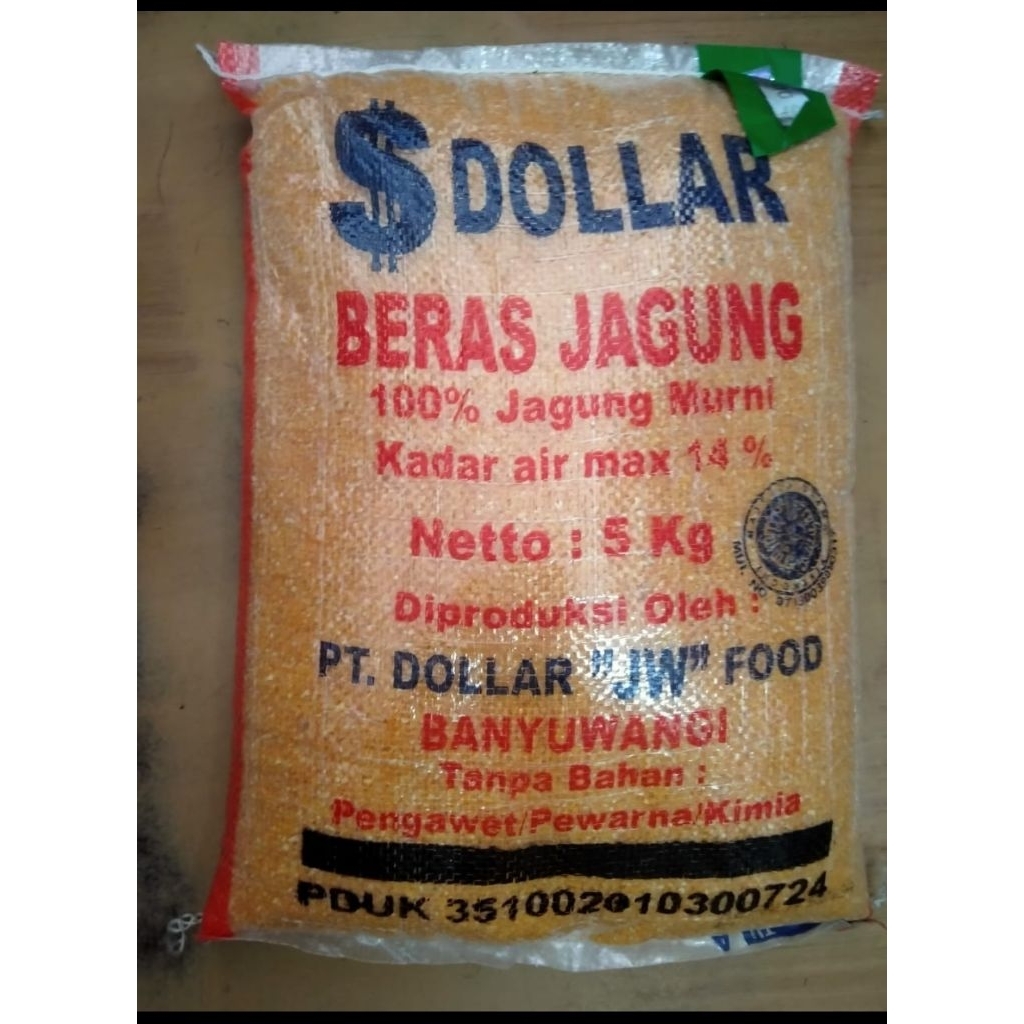 $ DOLLAR
BERAS JAGUNG
100% Jagung Murni
Kadar air max 14 %
Netto : 5 Kg
Diproduksi Oleh :
PT. DOLLAR "JW" FOOD
BANYUWANGI
Tanpa Bahan :
Pengawet/Pewarna/Kimia
PDUK 351002010300724